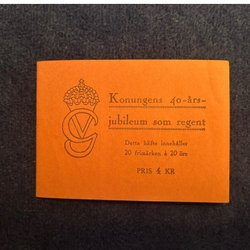 Konungens 40-års-
jubileum som regent
Detta häfte innehåller
20 frimärken à 20 öre
PRIS 4 KR